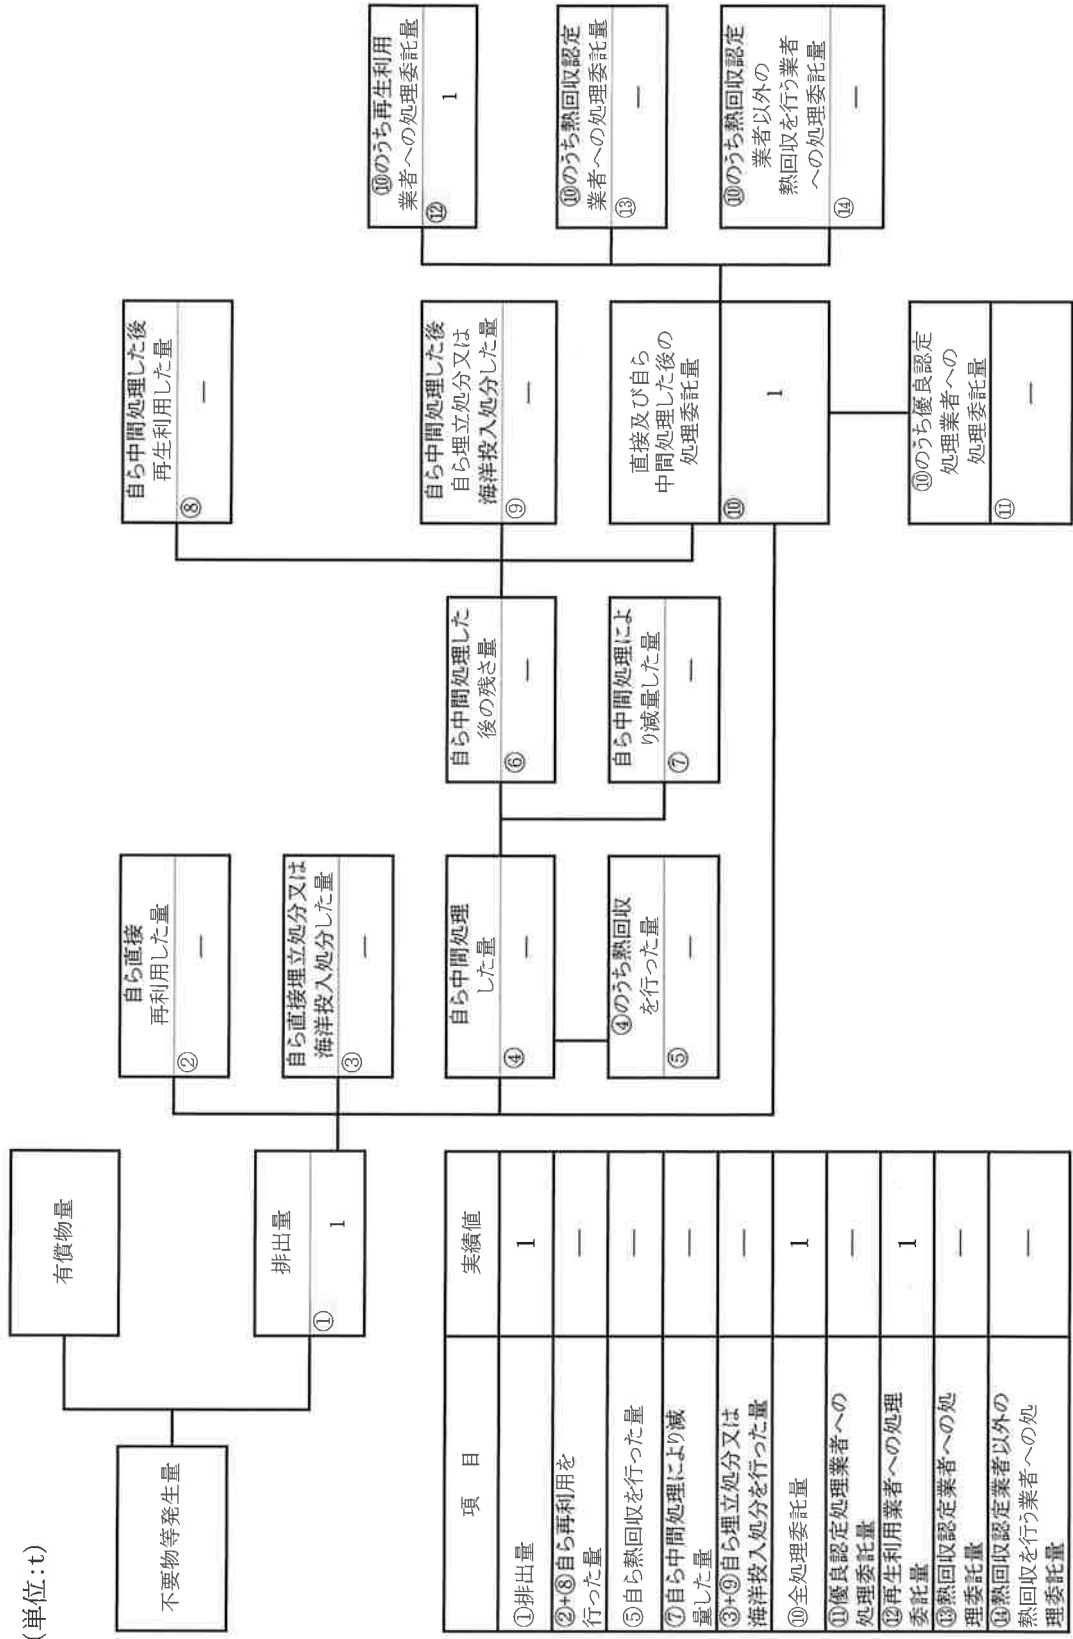 (単位:t)
不要物等発生量
有償物量
排出量
①
1
自ら直接
再利用した量
②
—
自ら直接埋立処分又は
海洋投入処分した量
③
—
自ら中間処理
した量
④
—
④のうち熱回収
を行った量
⑤
—
自ら中間処理した
後の残さ量
⑥
—
自ら中間処理によ
り減量した量
⑦
—
自ら中間処理した後
再生利用した量
⑧
—
自ら中間処理した後
自ら埋立処分又は
海洋投入処分した量
⑨
—
直接及び自ら
中間処理した後の
処理委託量
⑩
1
⑩のうち優良認定
処理業者への
処理委託量
⑪
—
⑩のうち再生利用
業者への処理委託量
⑫
1
⑩のうち熱回収認定
業者への処理委託量
⑬
—
⑩のうち熱回収認定
業者以外の
熱回収を行う業者
への処理委託量
⑭
—
項 目 実績値
①排出量 1
②+⑧自ら再利用を
行った量 —
⑤自ら熱回収を行った量 —
⑦自ら中間処理により減
量した量 —
③+⑨自ら埋立処分又は
海洋投入処分を行った量 —
⑩全処理委託量 1
⑪優良認定処理業者への
処理委託量 —
⑫再生利用業者への処理
委託量 1
⑬熱回収認定業者への処
理委託量 —
⑭熱回収認定業者以外の
熱回収を行う業者への処
理委託量 —